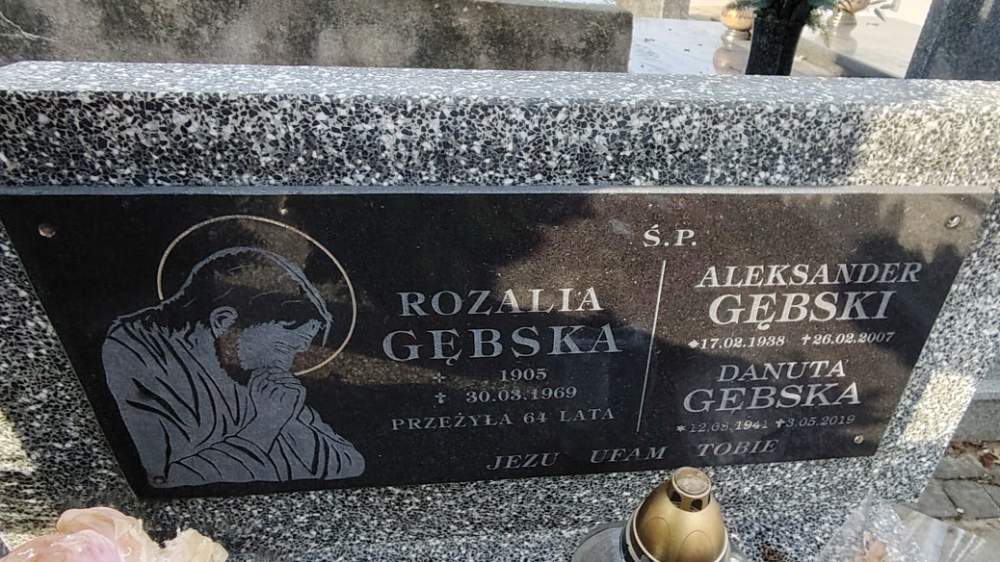 Ś.P.
ROZALIA
GĘBSKA
✝ 1905
✝ 30.03.1969
PRZEŻYŁA 64 LATA
ALEKSANDER
GĘBSKI
*17.02.1938 ✝26.02.2007
DANUTA
GĘBSKA
*12.08.1941 ✝3.05.2019
JEZU UFAM TOBIE